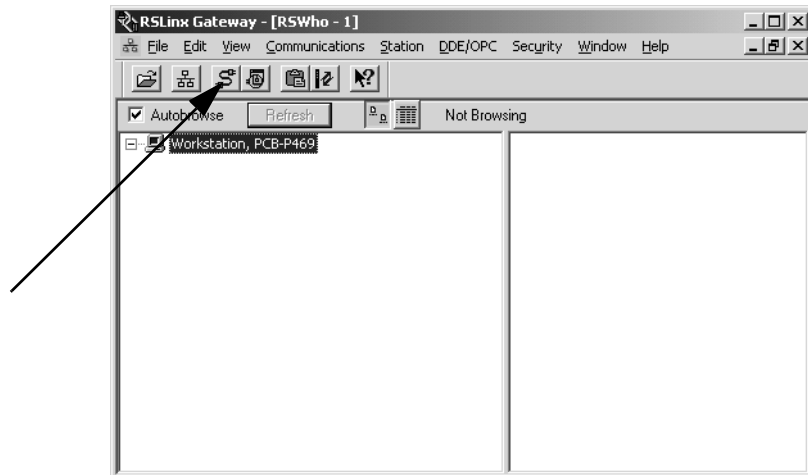 RSLinx Gateway - [RSWho - 1]
File Edit View Communications Station DDE/OPC Security Window Help
Autobrowse Refresh Not Browsing
Workstation, PCB-P469